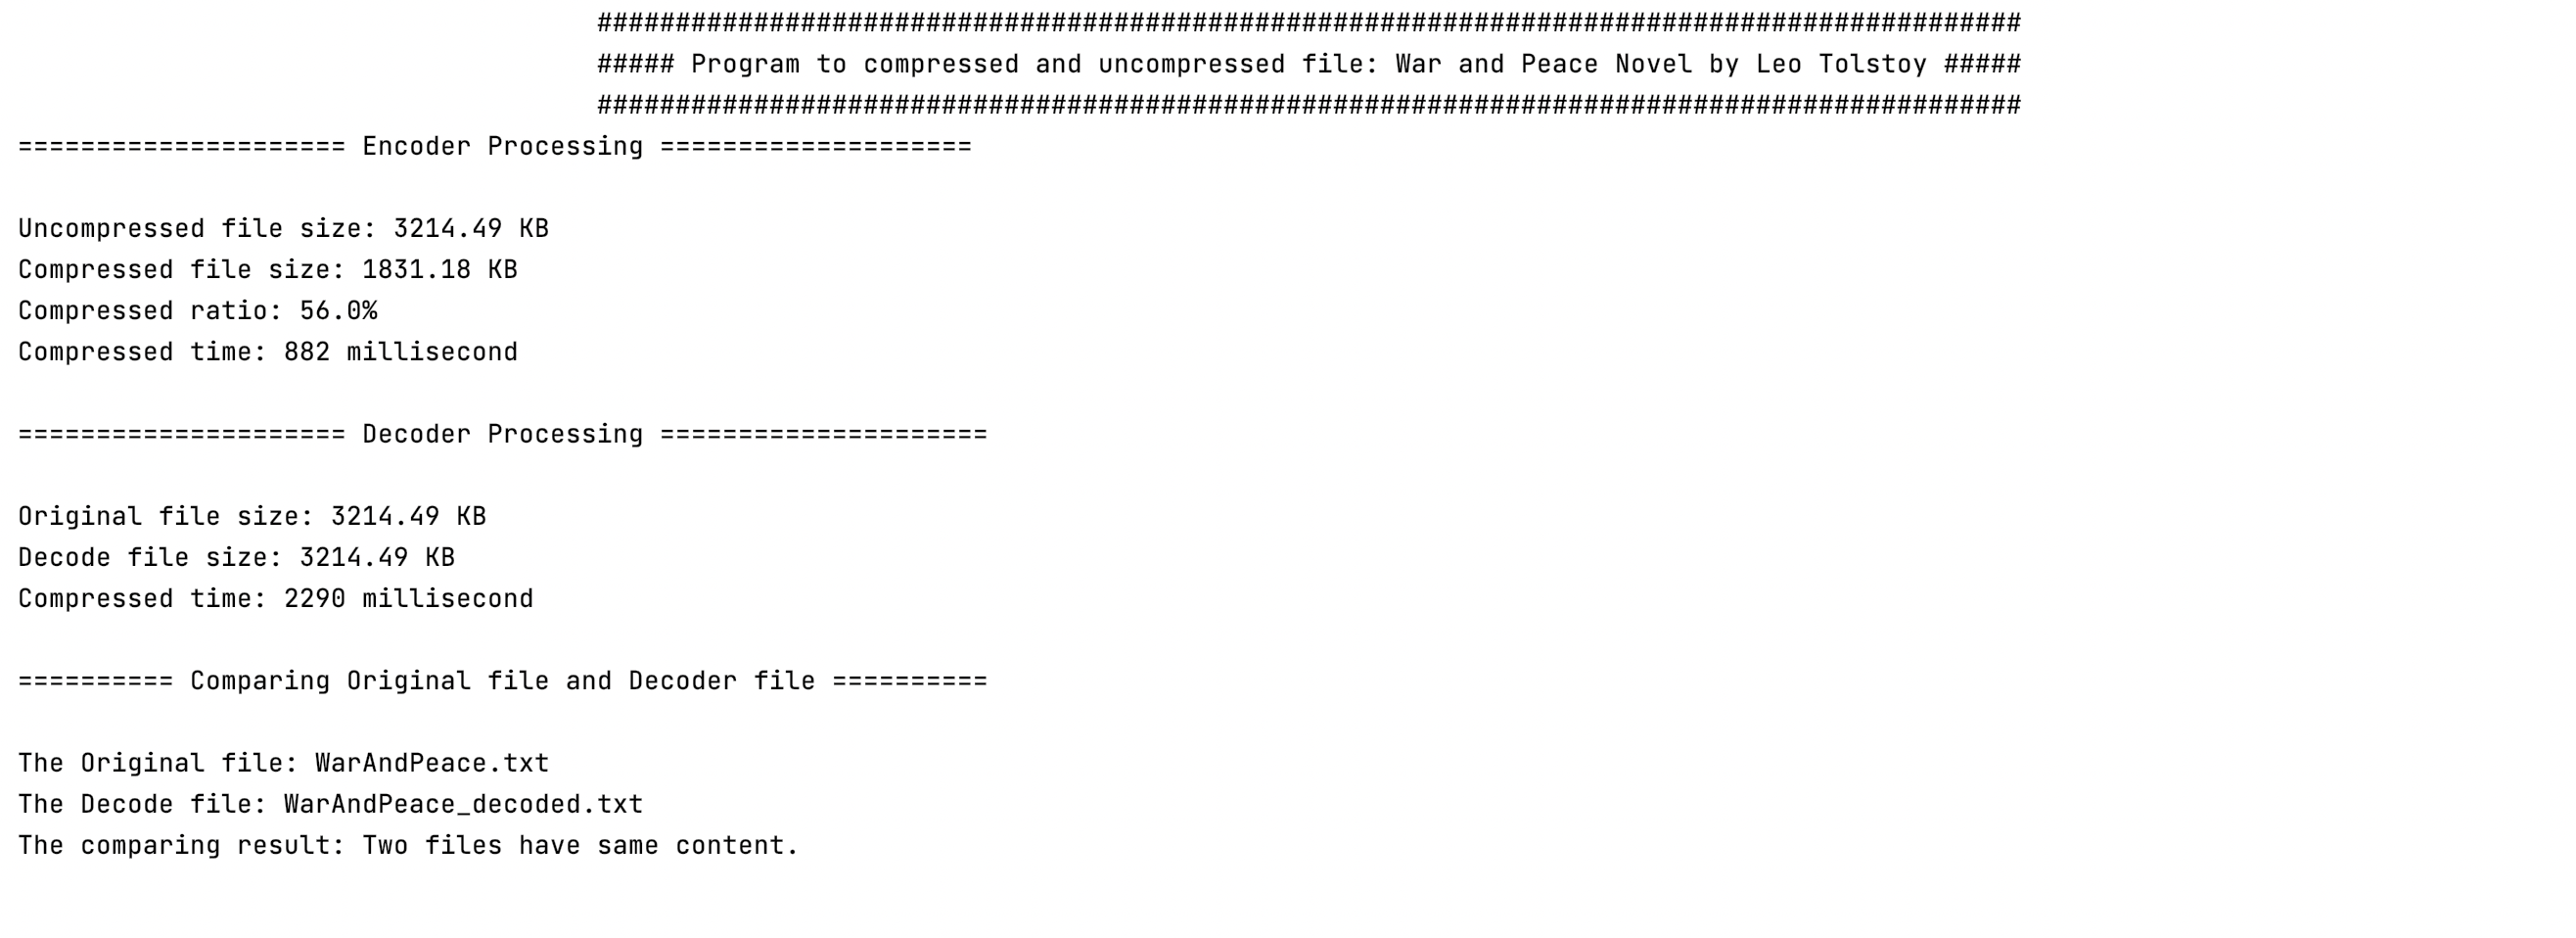 ###########################################################################################
##### Program to compressed and uncompressed file: War and Peace Novel by Leo Tolstoy #####
###########################################################################################
===================== Encoder Processing ====================
Uncompressed file size: 3214.49 KB
Compressed file size: 1831.18 KB
Compressed ratio: 56.0%
Compressed time: 882 millisecond
===================== Decoder Processing =====================
Original file size: 3214.49 KB
Decode file size: 3214.49 KB
Compressed time: 2290 millisecond
========== Comparing Original file and Decoder file ==========
The Original file: WarAndPeace.txt
The Decode file: WarAndPeace_decoded.txt
The comparing result: Two files have same content.